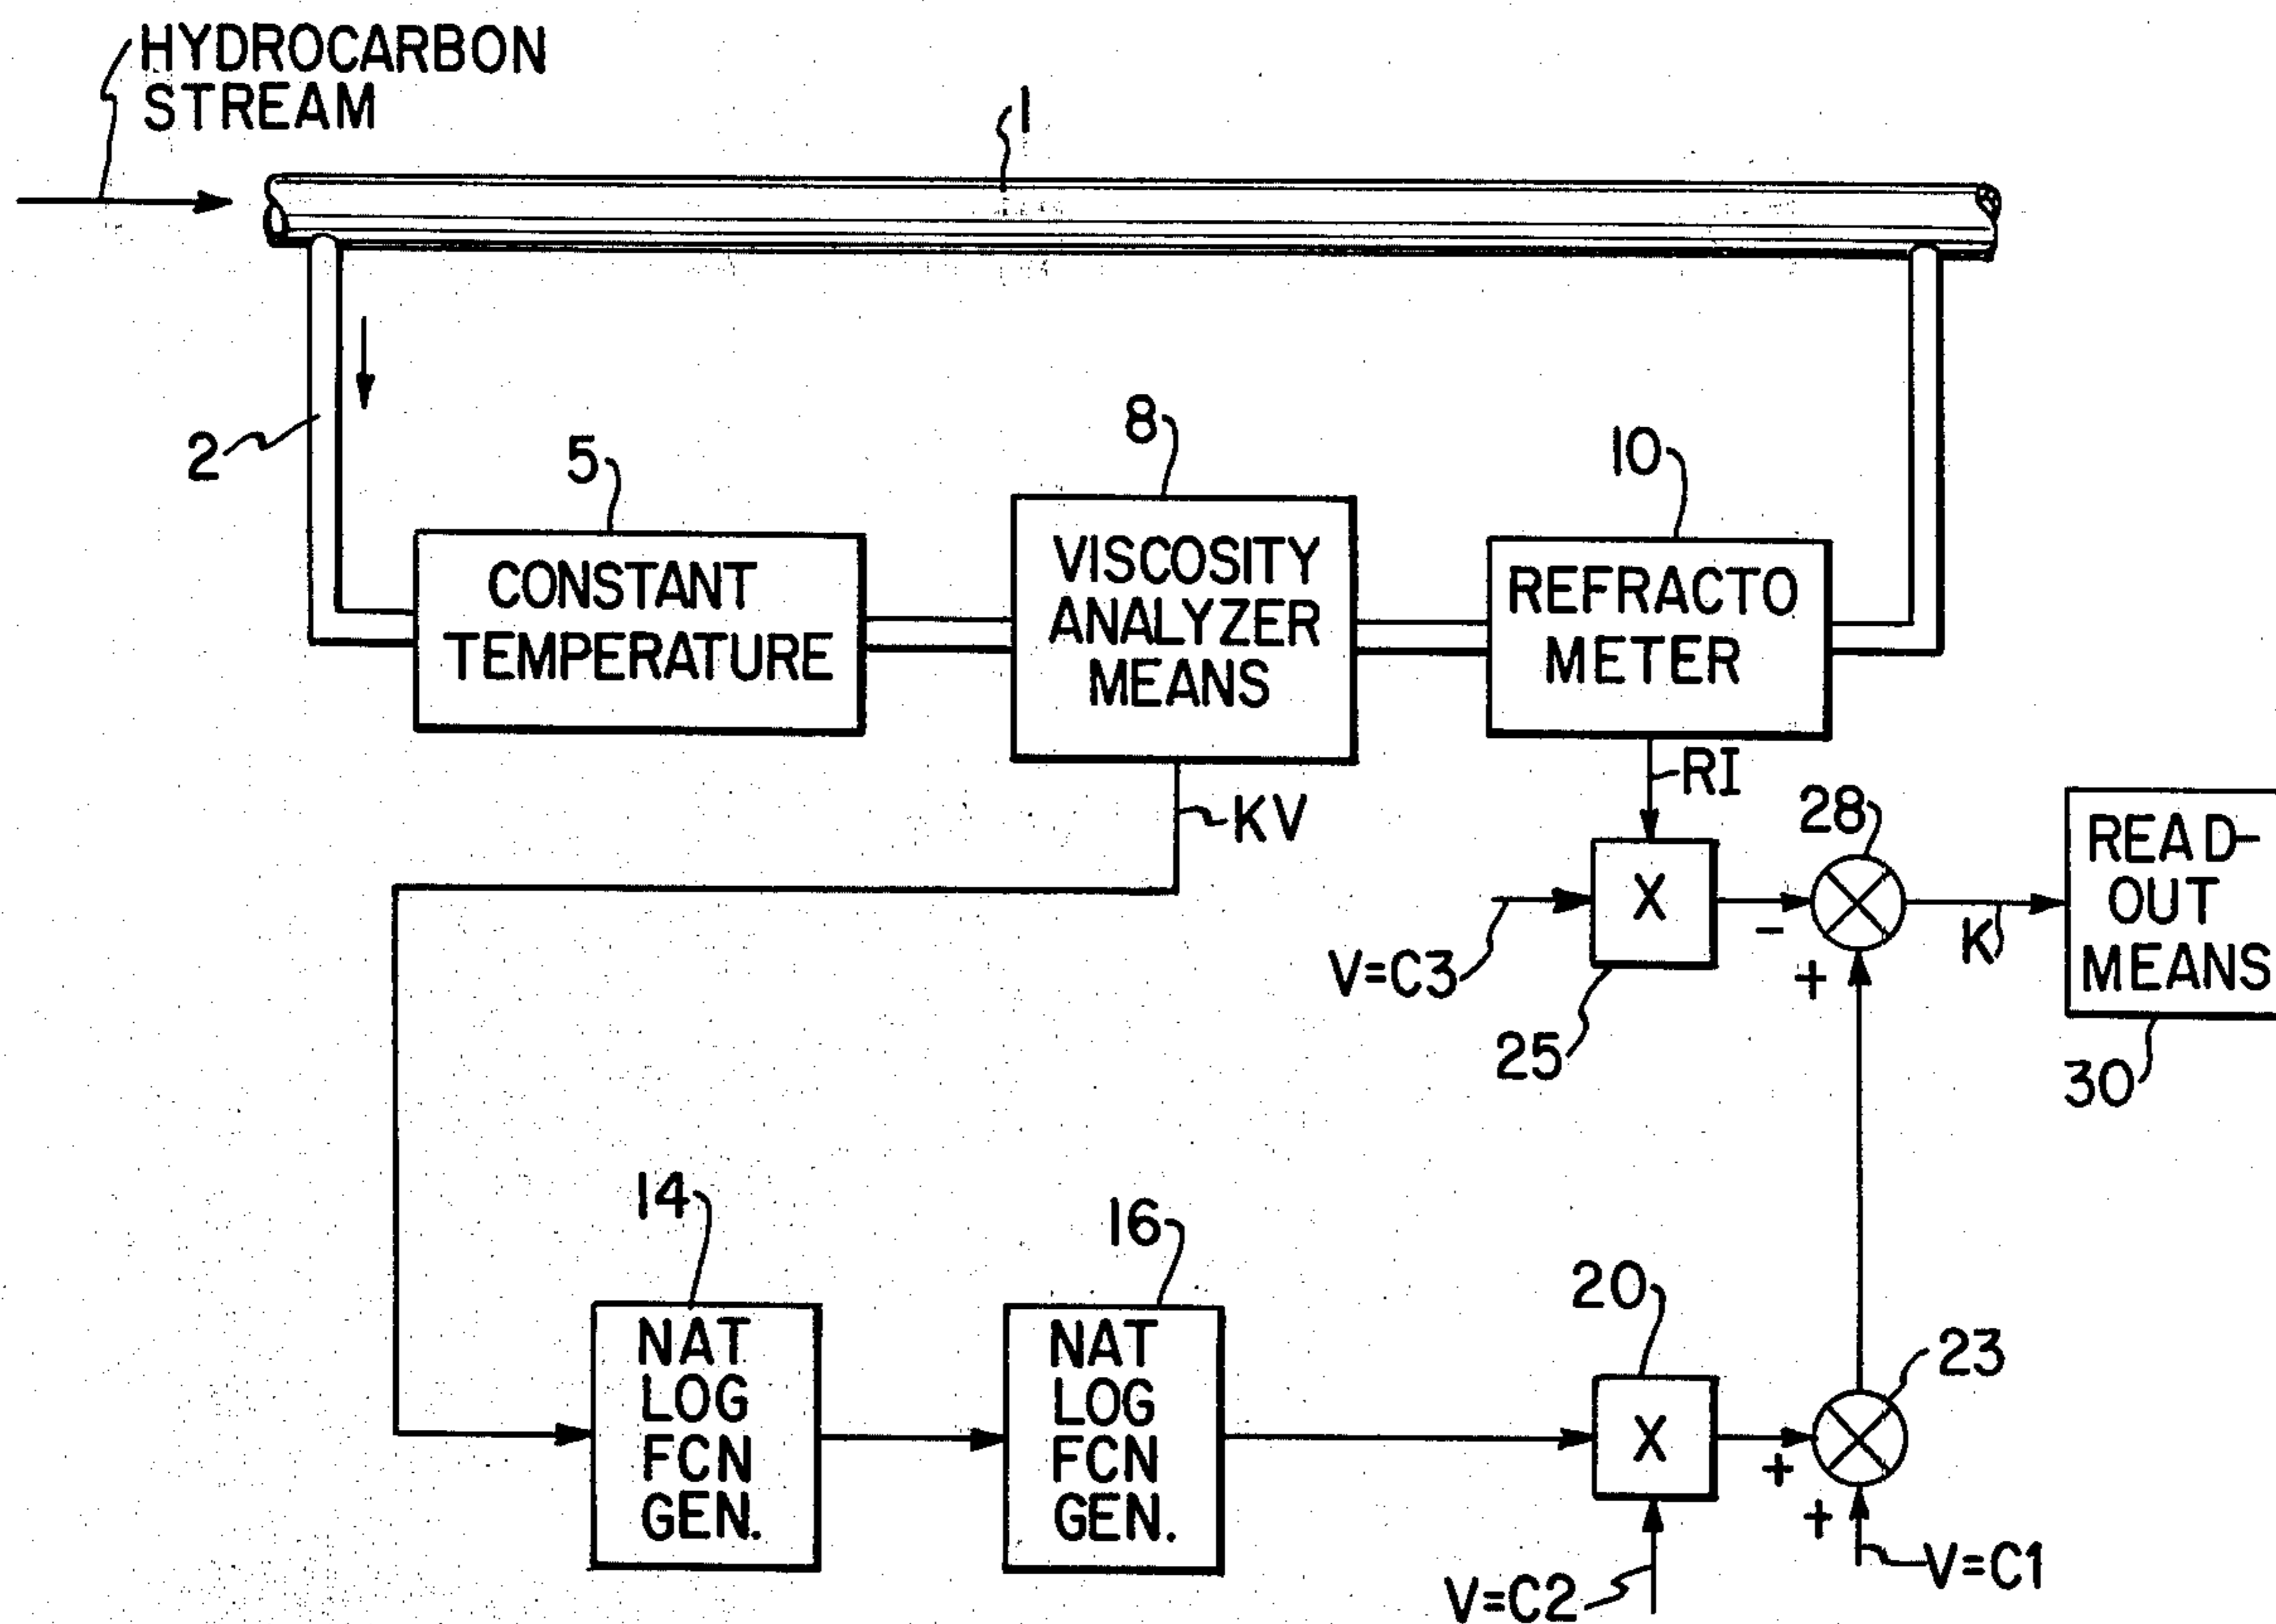 HYDROCARBON
STREAM
1
2
5
CONSTANT
TEMPERATURE
8
VISCOSITY
ANALYZER
MEANS
10
REFRACTO
METER
RI
KV
28
READ-
OUT
MEANS
X
-
K
V=C3
+
25
30
14
NAT
LOG
FCN
GEN.
16
NAT
LOG
FCN
GEN.
20
X
23
+
+
V=C2
V=C1